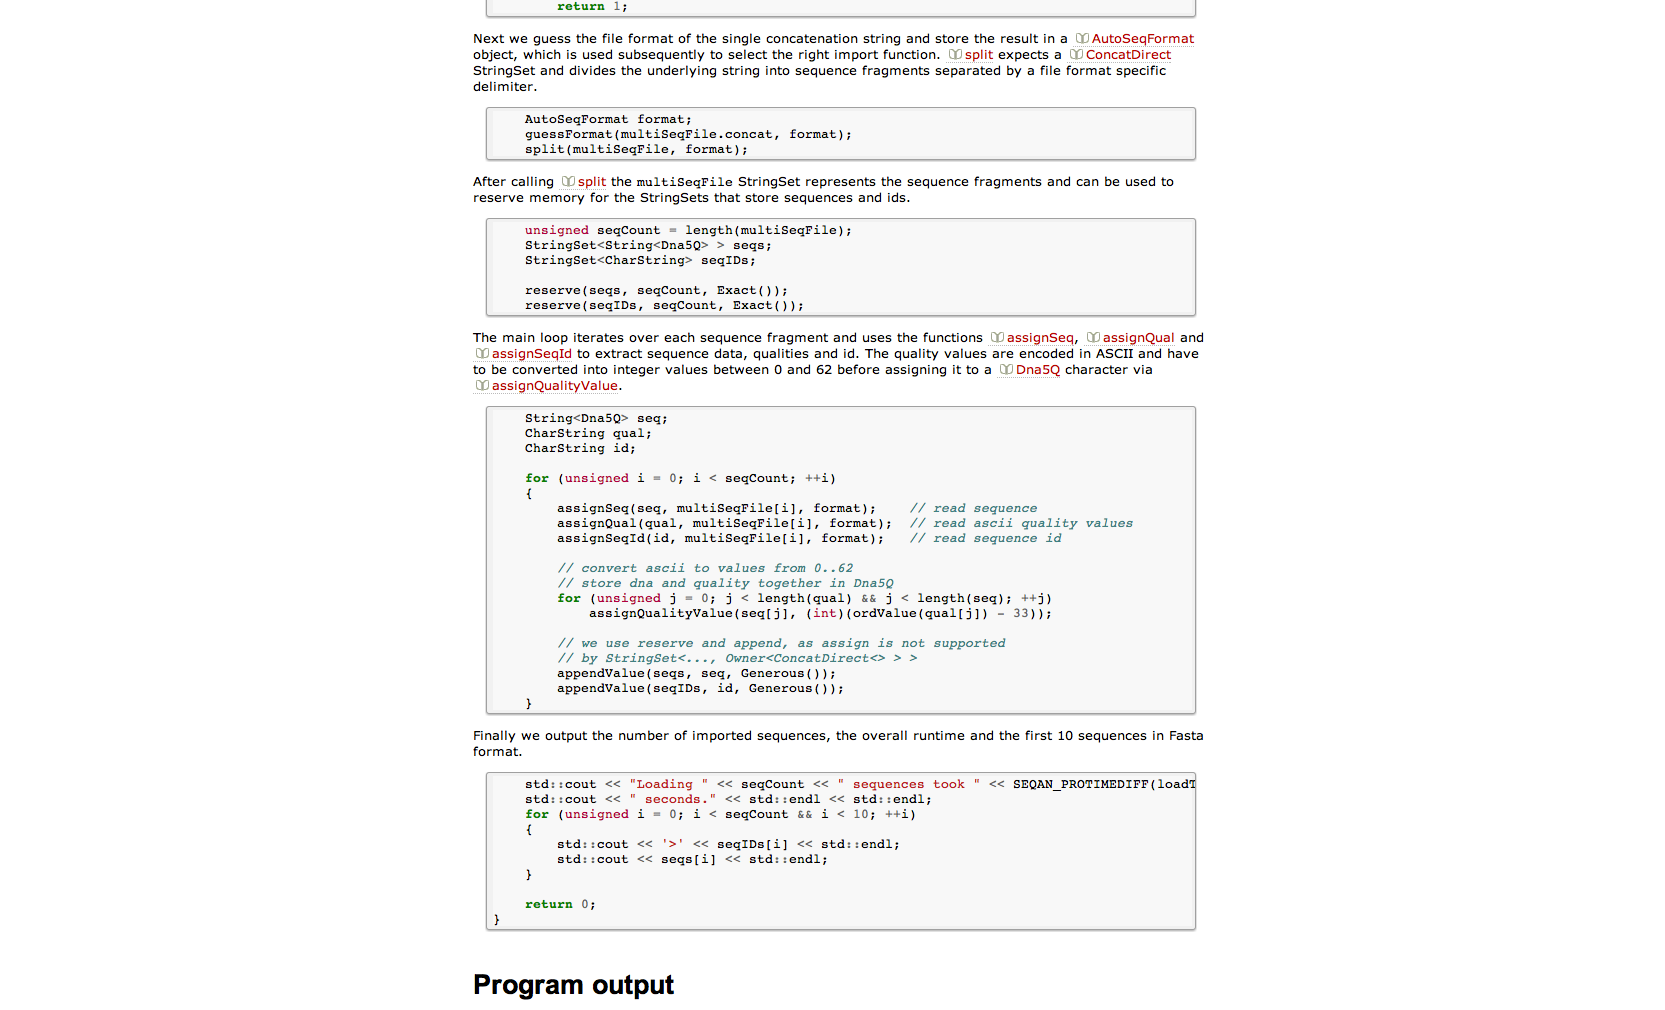 return 1;
Next we guess the file format of the single concatenation string and store the result in a AutoSeqFormat
object, which is used subsequently to select the right import function. split expects a ConcatDirect
StringSet and divides the underlying string into sequence fragments separated by a file format specific
delimiter.
AutoSeqFormat format;
guessFormat(multiSeqFile.concat, format);
split(multiSeqFile, format);
After calling split the multiSeqFile StringSet represents the sequence fragments and can be used to
reserve memory for the StringSets that store sequences and ids.
unsigned seqCount = length(multiSeqFile);
StringSet<String<Dna5Q> > seqs;
StringSet<CharString> seqIDs;
reserve(seqs, seqCount, Exact());
reserve(seqIDs, seqCount, Exact());
The main loop iterates over each sequence fragment and uses the functions assignSeq, assignQual and
assignSeqId to extract sequence data, qualities and id. The quality values are encoded in ASCII and have
to be converted into integer values between 0 and 62 before assigning it to a Dna5Q character via
assignQualityValue.
String<Dna5Q> seq;
CharString qual;
CharString id;
for (unsigned i = 0; i < seqCount; ++i)
{
assignSeq(seq, multiSeqFile[i], format);    // read sequence
assignQual(qual, multiSeqFile[i], format);  // read ascii quality values
assignSeqId(id, multiSeqFile[i], format);   // read sequence id
// convert ascii to values from 0..62
// store dna and quality together in Dna5Q
for (unsigned j = 0; j < length(qual) && j < length(seq); ++j)
assignQualityValue(seq[j], (int)(ordValue(qual[j]) - 33));
// we use reserve and append, as assign is not supported
// by StringSet<..., Owner<ConcatDirect<> > >
appendValue(seqs, seq, Generous());
appendValue(seqIDs, id, Generous());
}
Finally we output the number of imported sequences, the overall runtime and the first 10 sequences in Fasta
format.
std::cout << "Loading " << seqCount << " sequences took " << SEQAN_PROTIMEDIFF(loadT
std::cout << " seconds." << std::endl << std::endl;
for (unsigned i = 0; i < seqCount && i < 10; ++i)
{
std::cout << '>' << seqIDs[i] << std::endl;
std::cout << seqs[i] << std::endl;
}
return 0;
}
Program output